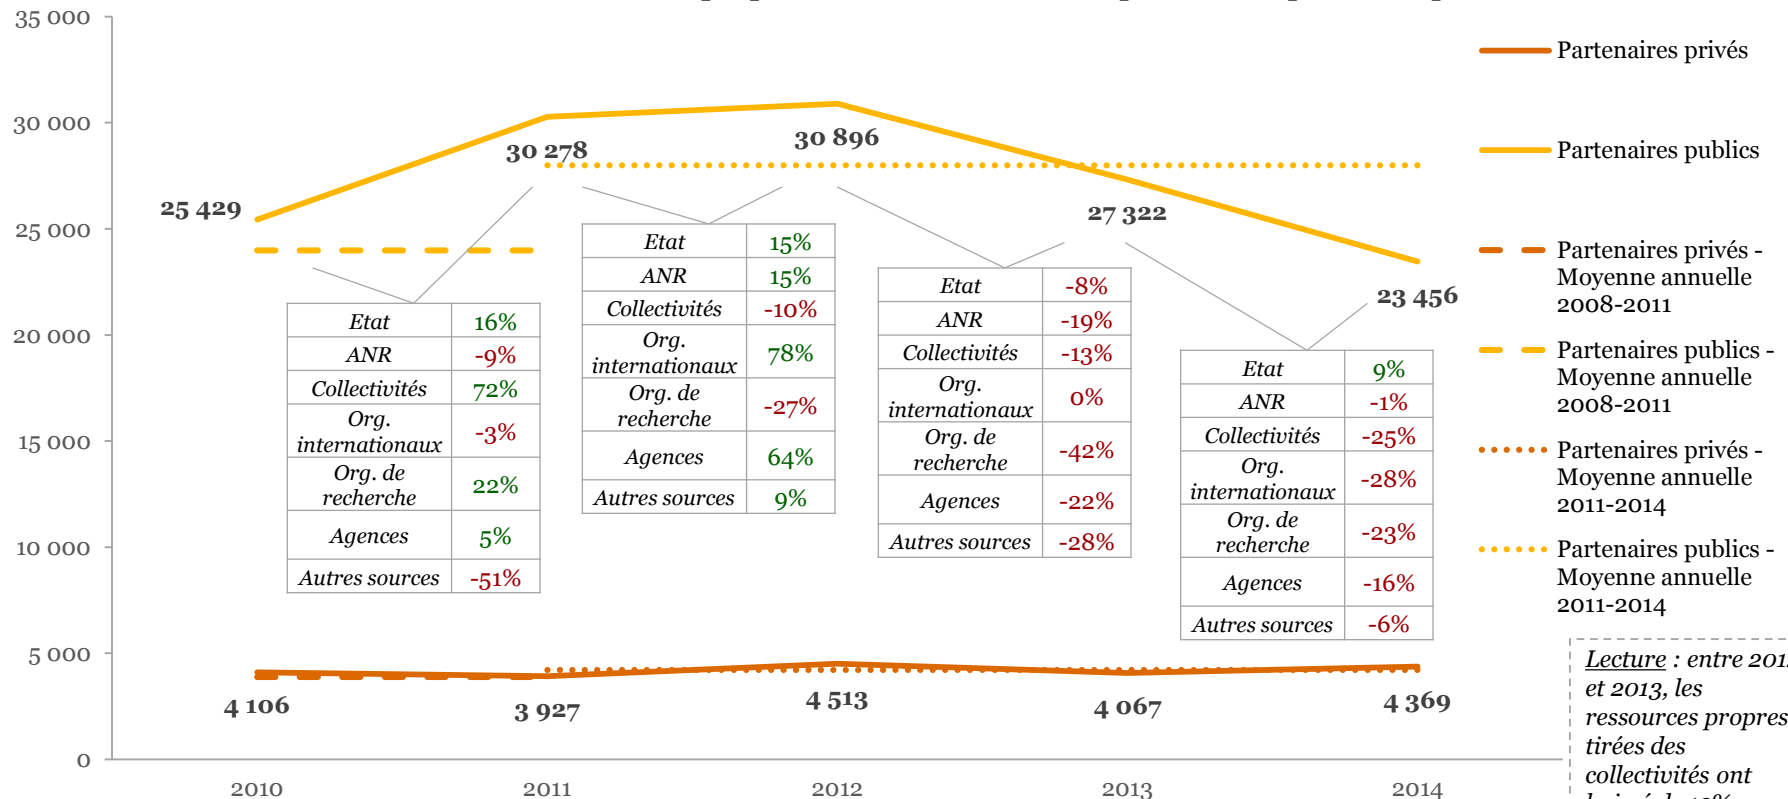 35 000
30 000
25 000
20 000
15 000
10 000
5 000
0
2010
2011
2012
2013
2014
25 429
30 278
30 896
27 322
23 456
4 106
3 927
4 513
4 067
4 369
Etat 16%
ANR -9%
Collectivités 72%
Org.
internationaux -3%
Org. de
recherche 22%
Agences 5%
Autres sources -51%
Etat 15%
ANR 15%
Collectivités -10%
Org.
internationaux 78%
Org. de
recherche -27%
Agences 64%
Autres sources 9%
Etat -8%
ANR -19%
Collectivités -13%
Org.
internationaux 0%
Org. de
recherche -42%
Agences -22%
Autres sources -28%
Etat 9%
ANR -1%
Collectivités -25%
Org.
internationaux -28%
Org. de
recherche -23%
Agences -16%
Autres sources -6%
Partenaires privés
Partenaires publics
Partenaires privés -
Moyenne annuelle
2008-2011
Partenaires publics -
Moyenne annuelle
2008-2011
Partenaires privés -
Moyenne annuelle
2011-2014
Partenaires publics -
Moyenne annuelle
2011-2014
Lecture : entre
et 2013, les
ressources propres
tirées des
collectivités ont